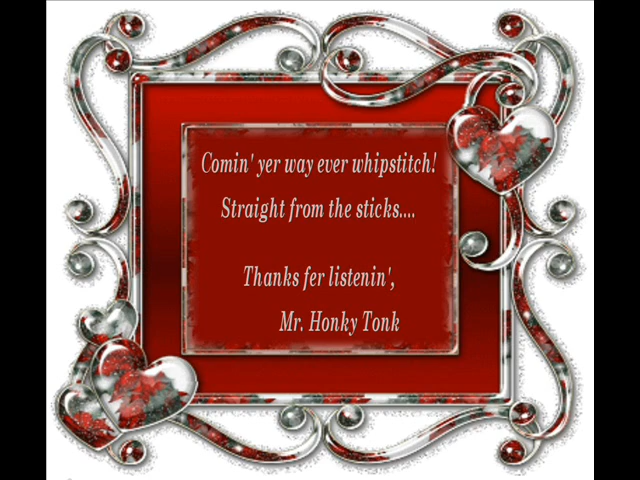 Comin' yer way ever whipstitch!
Straight from the sticks....
Thanks fer listenin',
Mr. Honky Tonk